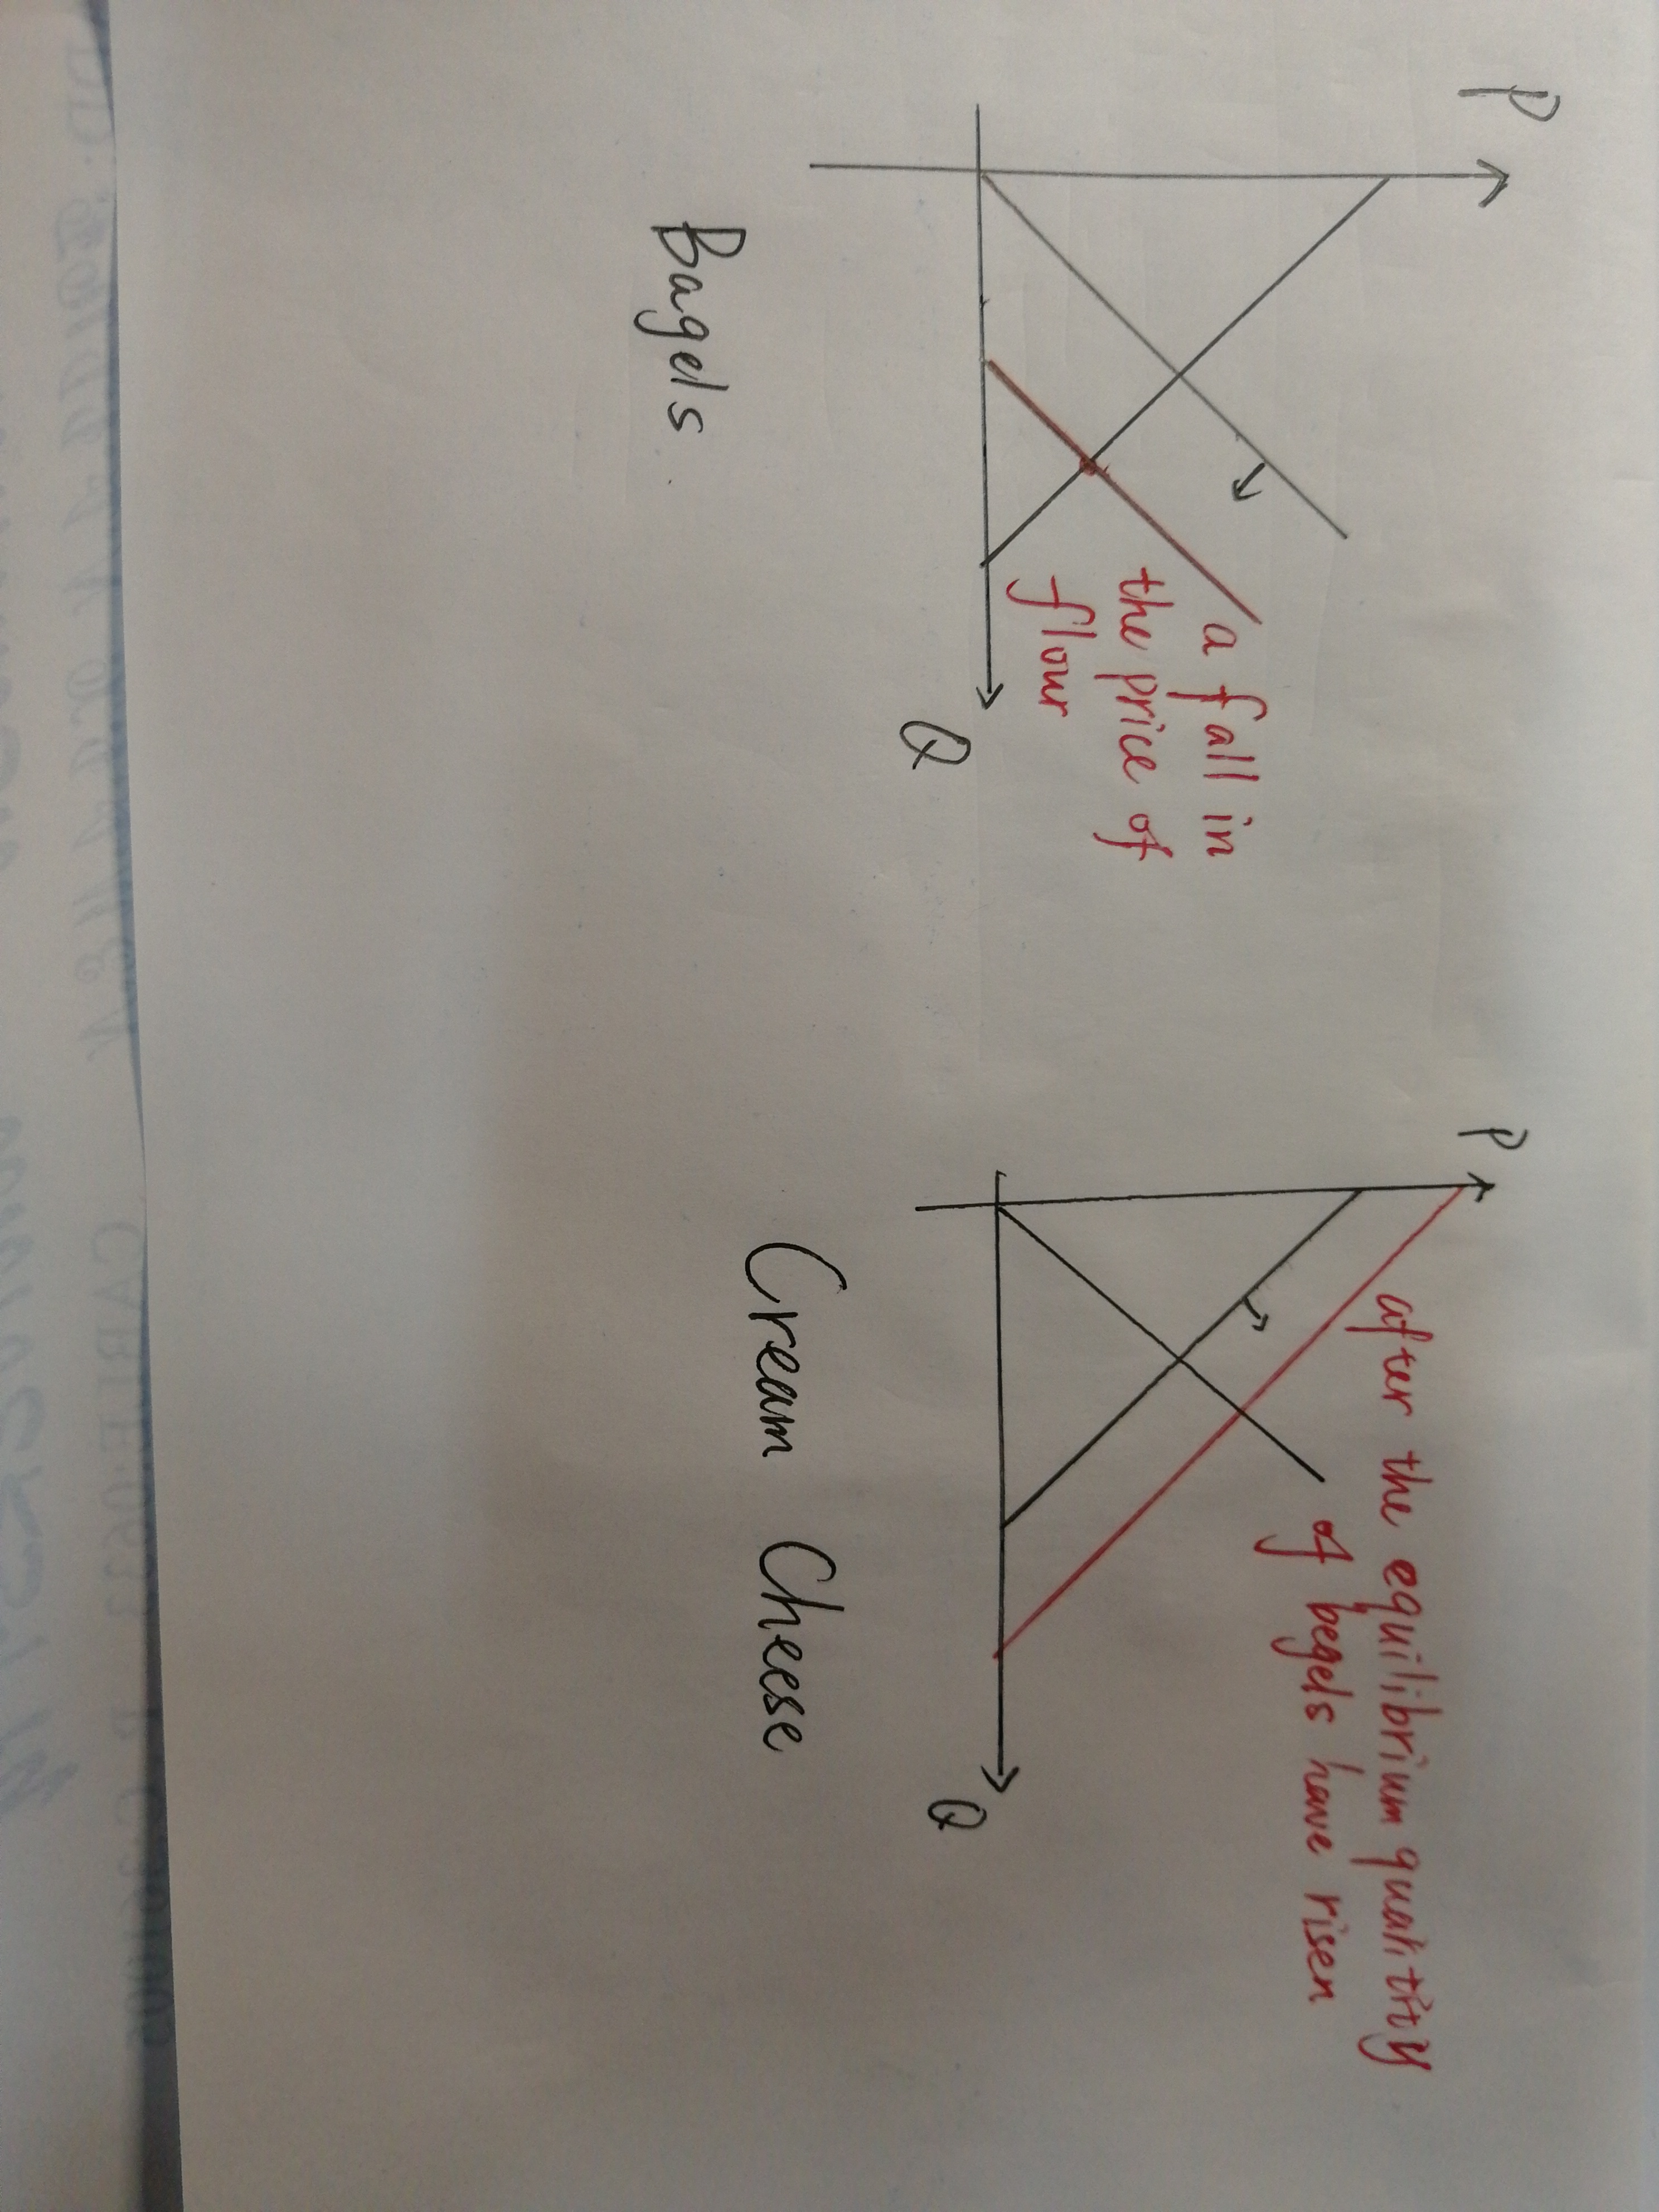 P
a fall in
the price of
flour
Q
Bagels
P
after the equilibrium quantity
of begels have risen
Q
Cream Cheese